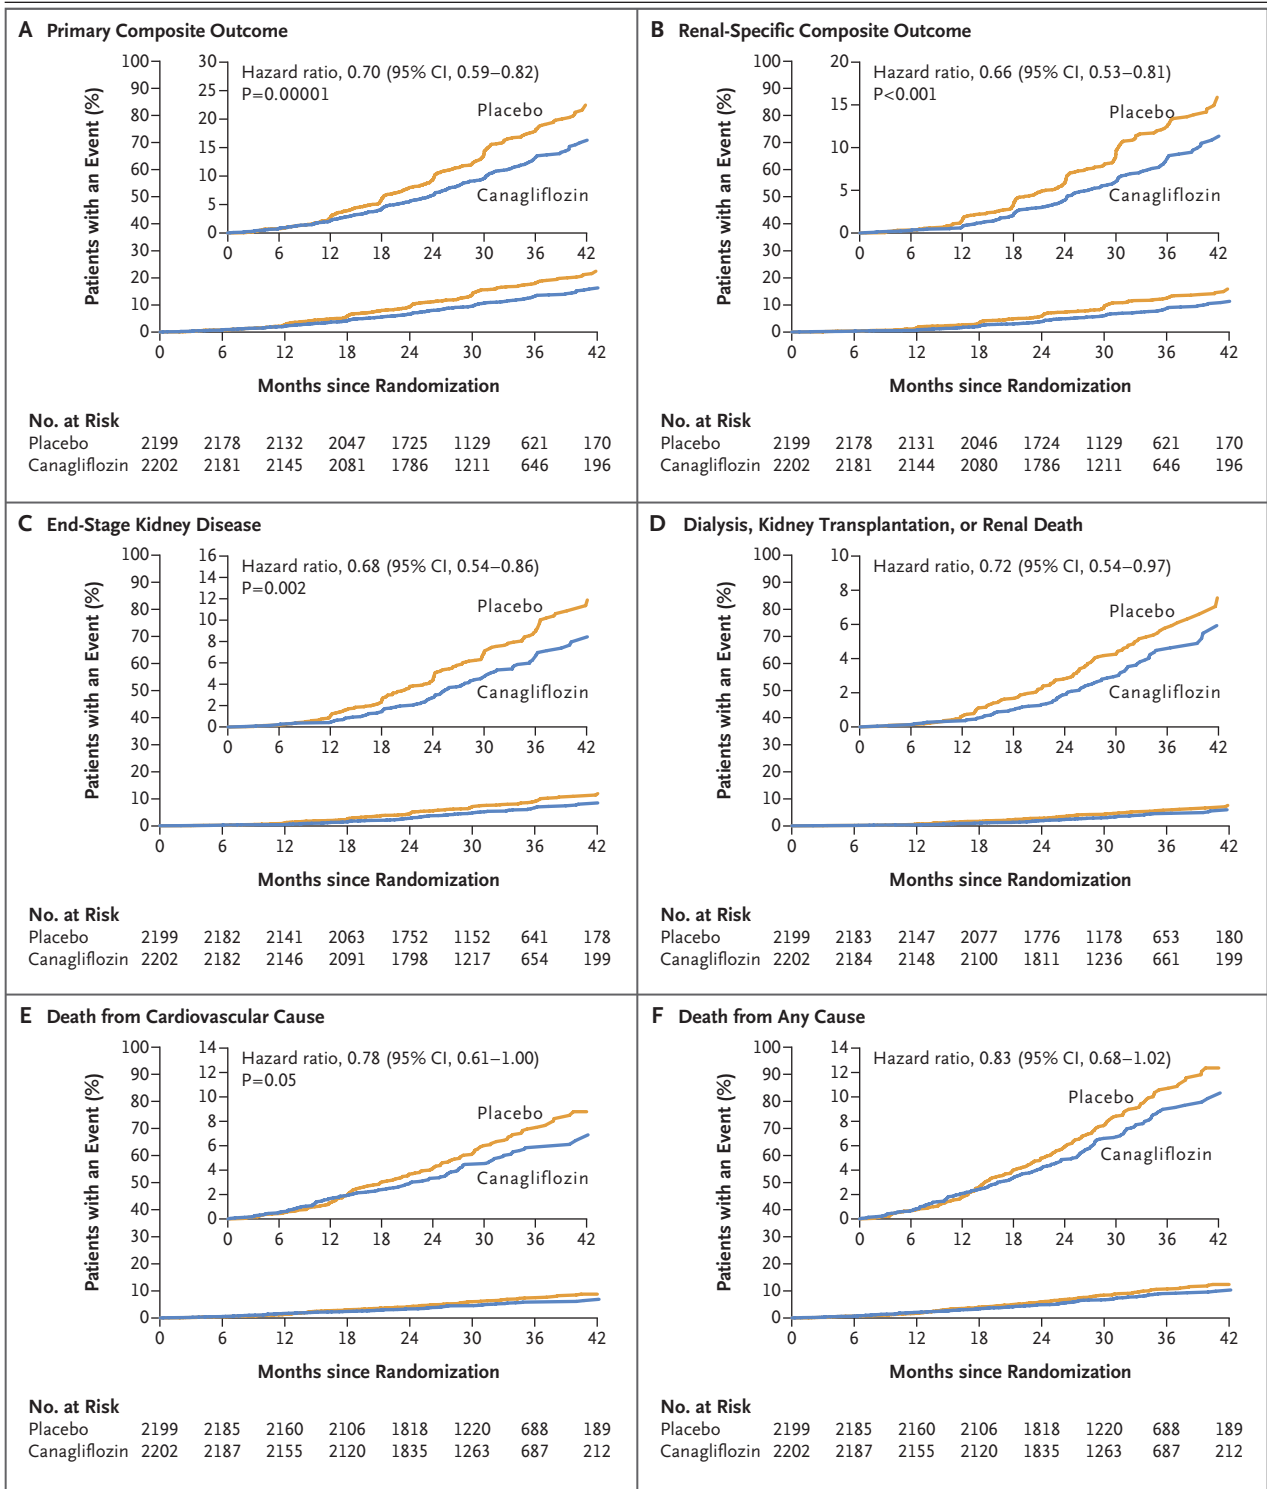 A Primary Composite Outcome
Patients with an Event (%)
100
90
80
70
60
50
40
30
20
10
0
30
25
20
15
10
5
0
Hazard ratio, 0.70 (95% CI, 0.59–0.82)
P=0.00001
Placebo
Canagliflozin
0 6 12 18 24 30 36 42
0 6 12 18 24 30 36 42
Months since Randomization
No. at Risk
Placebo 2199 2178 2132 2047 1725 1129 621 170
Canagliflozin 2202 2181 2145 2081 1786 1211 646 196
B Renal-Specific Composite Outcome
Patients with an Event (%)
100
90
80
70
60
50
40
30
20
10
0
20
15
10
5
0
Hazard ratio, 0.66 (95% CI, 0.53–0.81)
P<0.001
Placebo
Canagliflozin
0 6 12 18 24 30 36 42
0 6 12 18 24 30 36 42
Months since Randomization
No. at Risk
Placebo 2199 2178 2131 2046 1724 1129 621 170
Canagliflozin 2202 2181 2144 2080 1786 1211 646 196
C End-Stage Kidney Disease
Patients with an Event (%)
100
90
80
70
60
50
40
30
20
10
0
16
14
12
10
8
6
4
2
0
Hazard ratio, 0.68 (95% CI, 0.54–0.86)
P=0.002
Placebo
Canagliflozin
0 6 12 18 24 30 36 42
0 6 12 18 24 30 36 42
Months since Randomization
No. at Risk
Placebo 2199 2182 2141 2063 1752 1152 641 178
Canagliflozin 2202 2182 2146 2091 1798 1217 654 199
D Dialysis, Kidney Transplantation, or Renal Death
Patients with an Event (%)
100
90
80
70
60
50
40
30
20
10
0
10
8
6
4
2
0
Hazard ratio, 0.72 (95% CI, 0.54–0.97)
Placebo
Canagliflozin
0 6 12 18 24 30 36 42
0 6 12 18 24 30 36 42
Months since Randomization
No. at Risk
Placebo 2199 2183 2147 2077 1776 1178 653 180
Canagliflozin 2202 2184 2148 2100 1811 1236 661 199
E Death from Cardiovascular Cause
Patients with an Event (%)
100
90
80
70
60
50
40
30
20
10
0
14
12
10
8
6
4
2
0
Hazard ratio, 0.78 (95% CI, 0.61–1.00)
P=0.05
Placebo
Canagliflozin
0 6 12 18 24 30 36 42
0 6 12 18 24 30 36 42
Months since Randomization
No. at Risk
Placebo 2199 2185 2160 2106 1818 1220 688 189
Canagliflozin 2202 2187 2155 2120 1835 1263 687 212
F Death from Any Cause
Patients with an Event (%)
100
90
80
70
60
50
40
30
20
10
0
14
12
10
8
6
4
2
0
Hazard ratio, 0.83 (95% CI, 0.68–1.02)
Placebo
Canagliflozin
0 6 12 18 24 30 36 42
0 6 12 18 24 30 36 42
Months since Randomization
No. at Risk
Placebo 2199 2185 2160 2106 1818 1220 688 189
Canagliflozin 2202 2187 2155 2120 1835 1263 687 212